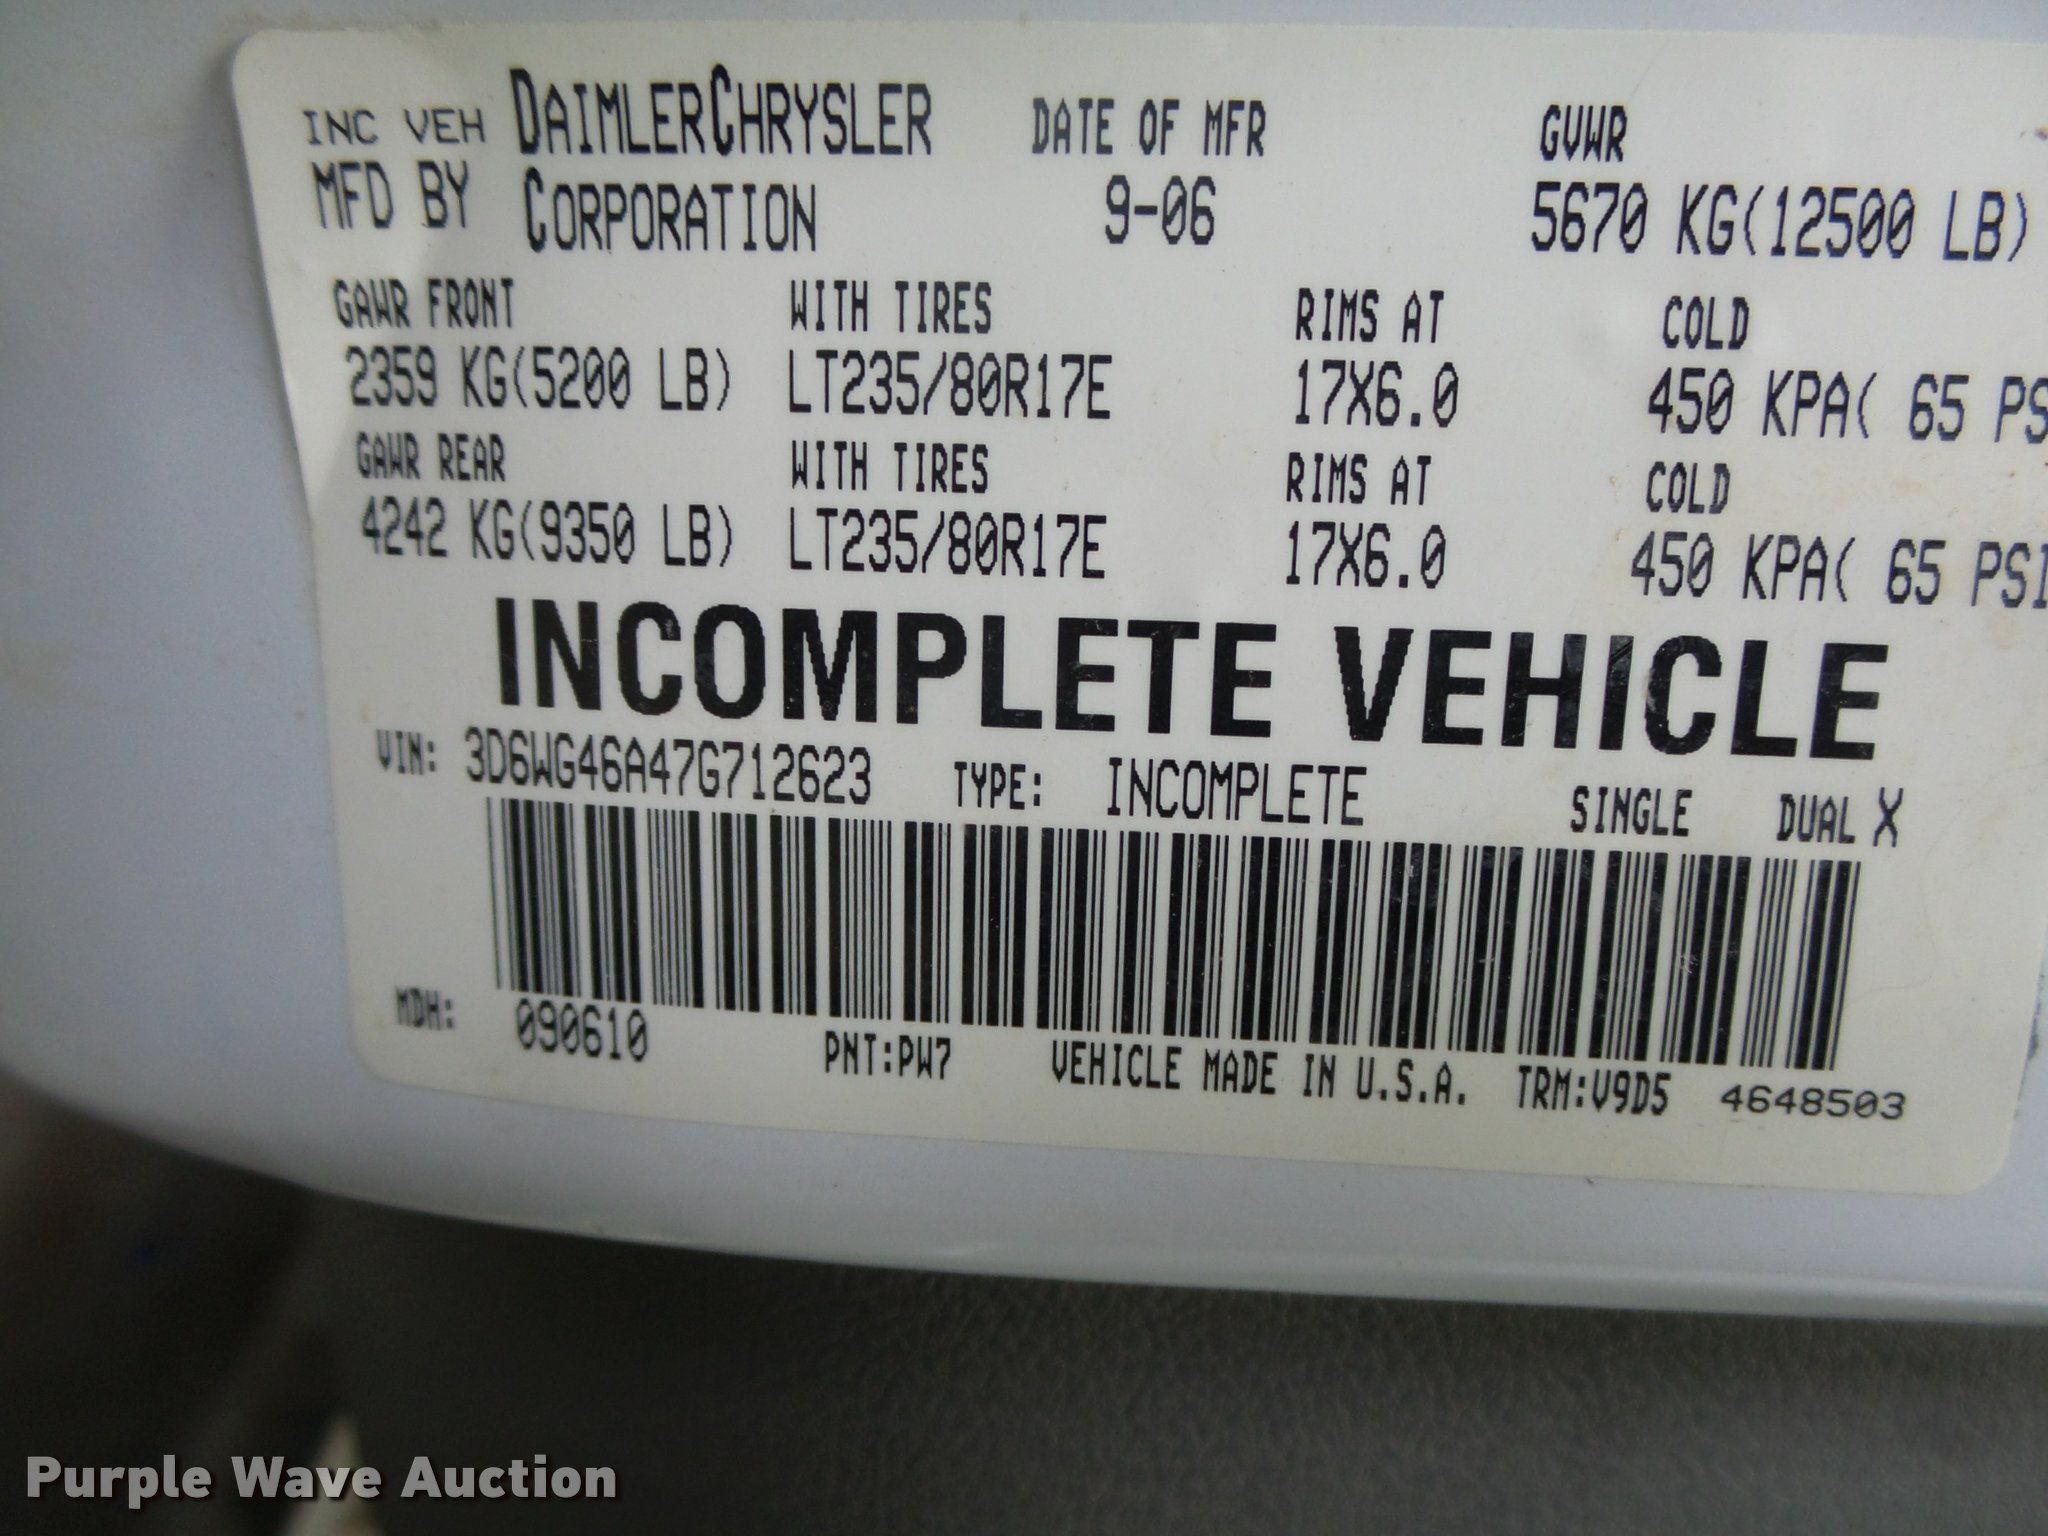 INC VEH DAIMLERCHRYSLER DATE OF MFR GVWR
MFD BY CORPORATION 9-06 5670 KG(12500 LB)
GAWR FRONT WITH TIRES RIMS AT COLD
2359 KG(5200 LB) LT235/80R17E 17X6.0 450 KPA( 65 PS
GAWR REAR WITH TIRES RIMS AT COLD
4242 KG(9350 LB) LT235/80R17E 17X6.0 450 KPA( 65 PSI
INCOMPLETE VEHICLE
VIN: 3D6WG46A47G712623 TYPE: INCOMPLETE SINGLE DUAL X
MDH: 090610 PNT:PW7 VEHICLE MADE IN U.S.A. TRM:V9D5 4648503
Purple Wave Auction